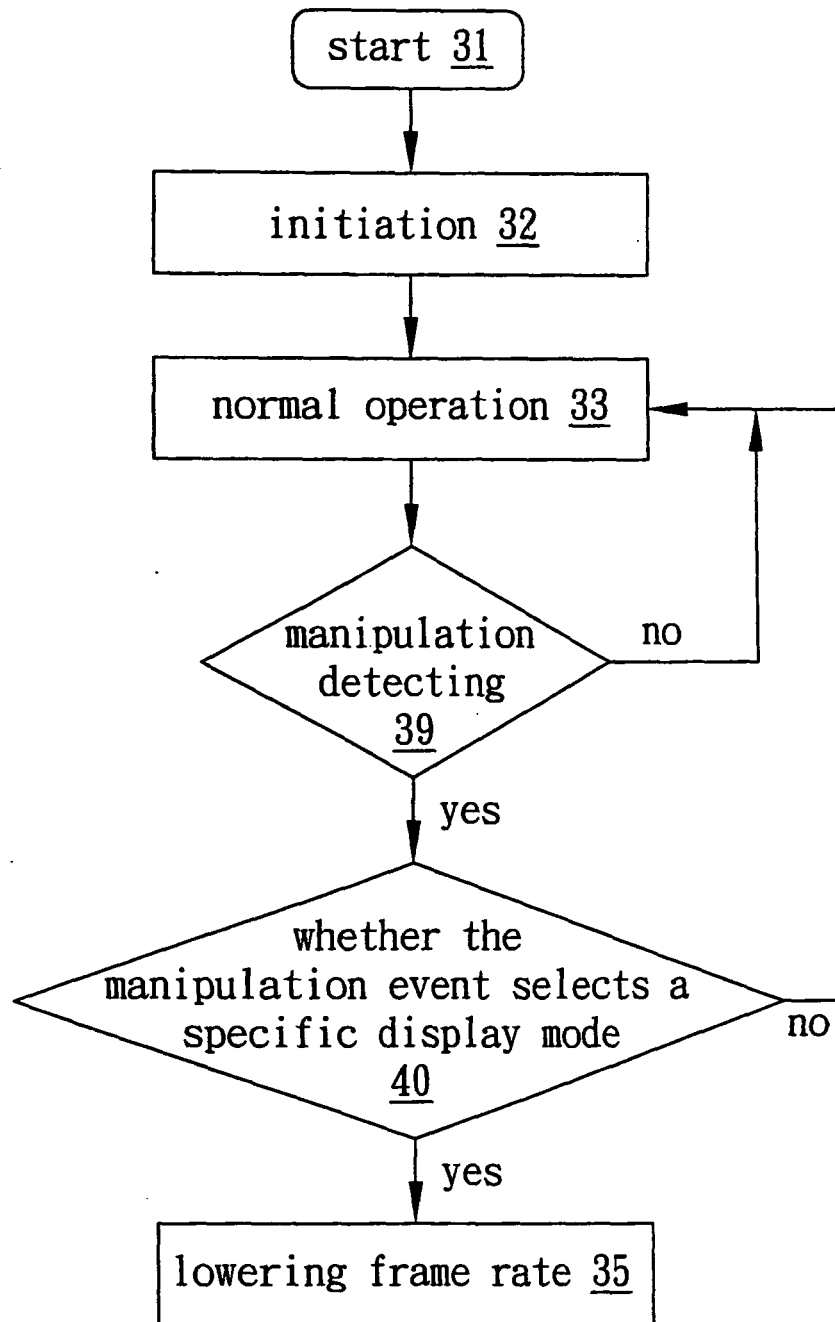 start 31
initiation 32
normal operation 33
manipulation
detecting
39
no
yes
whether the
manipulation event selects a
specific display mode
40
no
yes
lowering frame rate 35